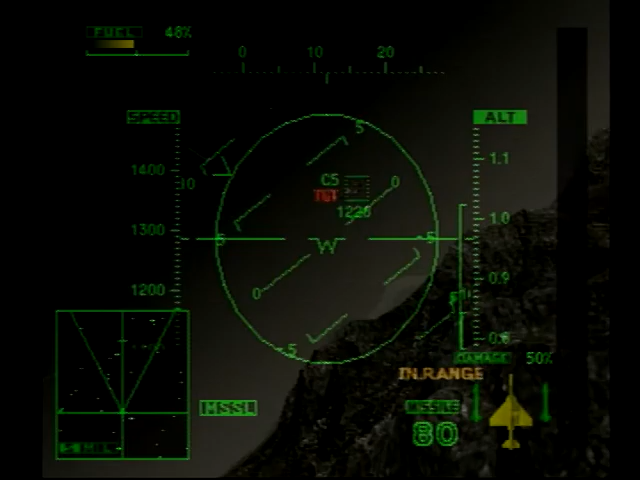 FUEL 48%
0 10 20
SPEED
ALT
5
1400
1.1
10
C5
0
TGT
1226
1.0
1300
5
-5
W
0.9
1200
0
0.8
-5
DAMAGE 50%
IN.RANGE
MSSL
MISSILE
80